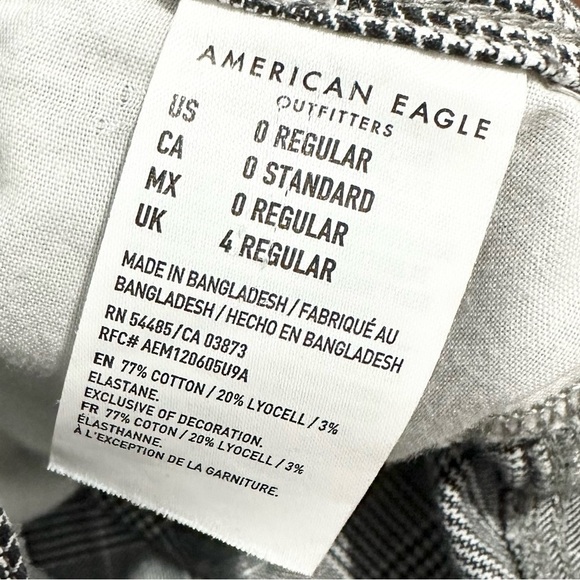 AMERICAN EAGLE
OUTFITTERS
US 0 REGULAR
CA 0 STANDARD
MX 0 REGULAR
UK 4 REGULAR
MADE IN BANGLADESH / FABRIQUÉ AU
BANGLADESH / HECHO EN BANGLADESH
RN 54485 / CA 03873
RFC# AEM120605U9A
EN 77% COTTON / 20% LYOCELL / 3%
ELASTANE.
EXCLUSIVE OF DECORATION.
FR 77% COTON / 20% LYOCELL / 3%
ÉLASTHANNE.
À L'EXCEPTION DE LA GARNITURE.